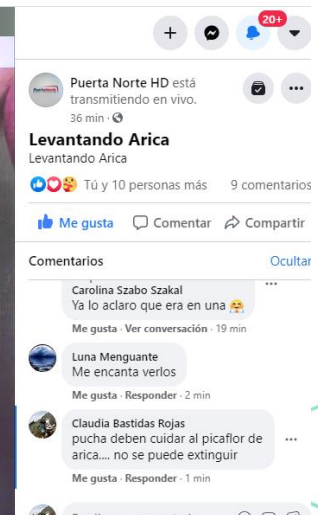 20+
Puerta Norte HD está
transmitiendo en vivo.
36 min ·
Levantando Arica
Levantando Arica
Tú y 10 personas más 9 comentarios
Me gusta Comentar Compartir
Comentarios Ocultar
Carolina Szabo Szakal
Ya lo aclaro que era en una
Me gusta · Ver conversación · 19 min
Luna Menguante
Me encanta verlos
Me gusta · Responder · 2 min
Claudia Bastidas Rojas
pucha deben cuidar al picaflor de
arica.... no se puede extinguir
Me gusta · Responder · 1 min